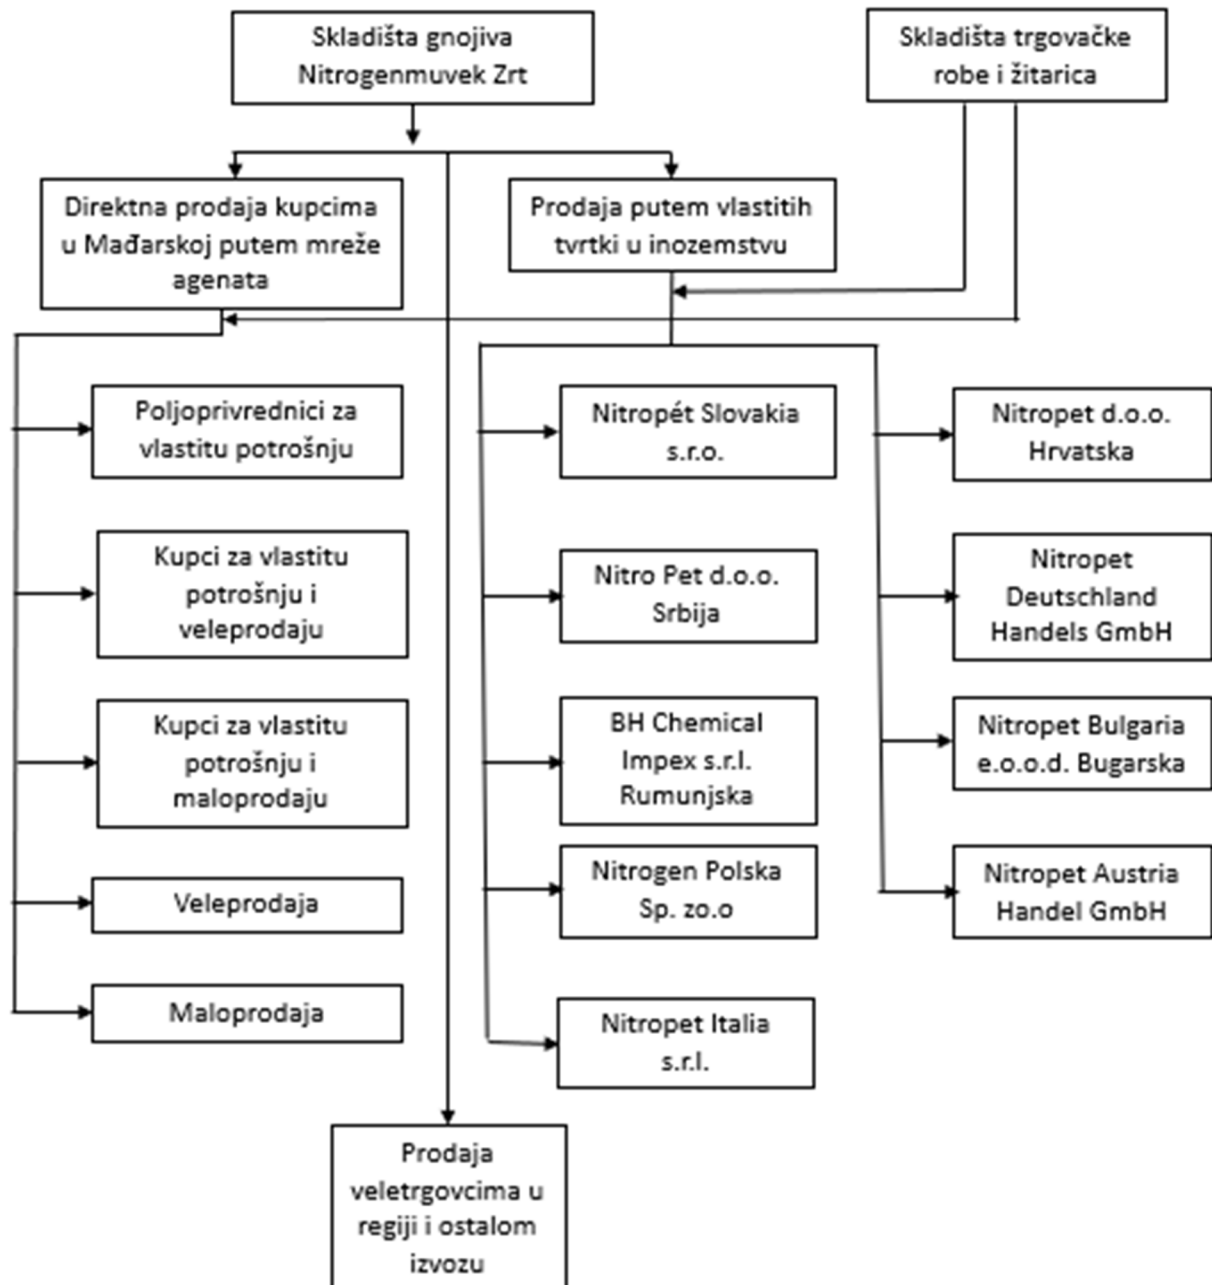 Skladišta gnojiva
Nitrogenmuvek Zrt
Skladišta trgovačke
robe i žitarica
Direktna prodaja kupcima
u Mađarskoj putem mreže
agenata
Prodaja putem vlastitih
tvrtki u inozemstvu
Poljoprivrednici za
vlastitu potrošnju
Kupci za vlastitu
potrošnju i
veleprodaju
Kupci za vlastitu
potrošnju i
maloprodaju
Veleprodaja
Maloprodaja
Nitropét Slovakia
s.r.o.
Nitro Pet d.o.o.
Srbija
BH Chemical
Impex s.r.l.
Rumunjska
Nitrogen Polska
Sp. zo.o
Nitropet Italia
s.r.l.
Nitropet d.o.o.
Hrvatska
Nitropet
Deutschland
Handels GmbH
Nitropet Bulgaria
e.o.o.d. Bugarska
Nitropet Austria
Handel GmbH
Prodaja
veletrgovcima u
regiji i ostalom
izvozu